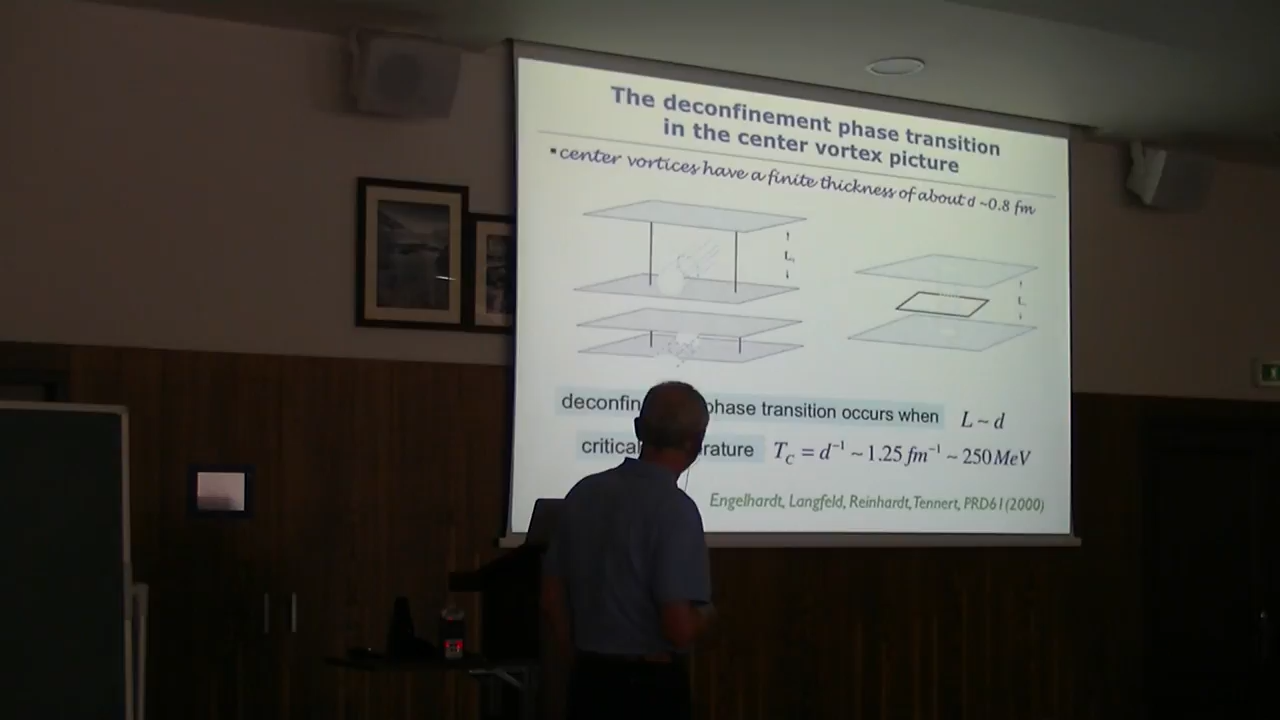 The deconfinement phase transition
in the center vortex picture
▪center vortices have a finite thickness of about d ~0.8 fm
L
L
deconfin phase transition occurs when L ~ d
critical rature T_C = d⁻¹ ~ 1.25 fm⁻¹ ~ 250 MeV
Engelhardt, Langfeld, Reinhardt, Tennert, PRD61(2000)